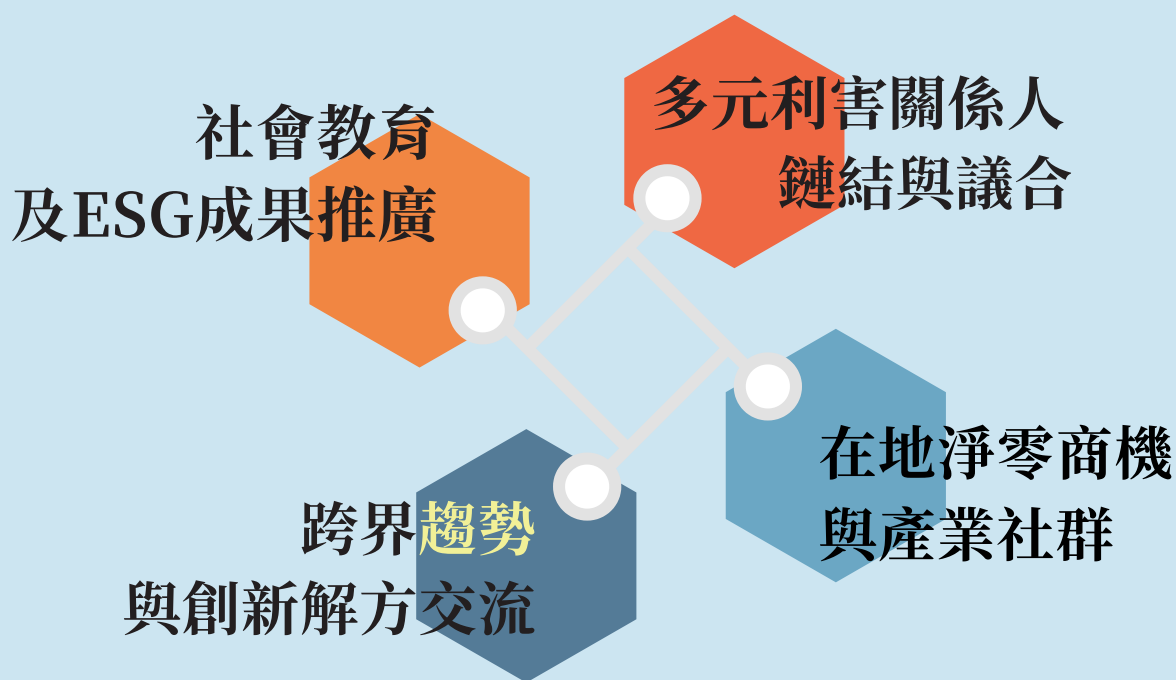 社會教育
及ESG成果推廣
多元利害關係人
鏈結與議合
跨界趨勢
與創新解方交流
在地淨零商機
與產業社群